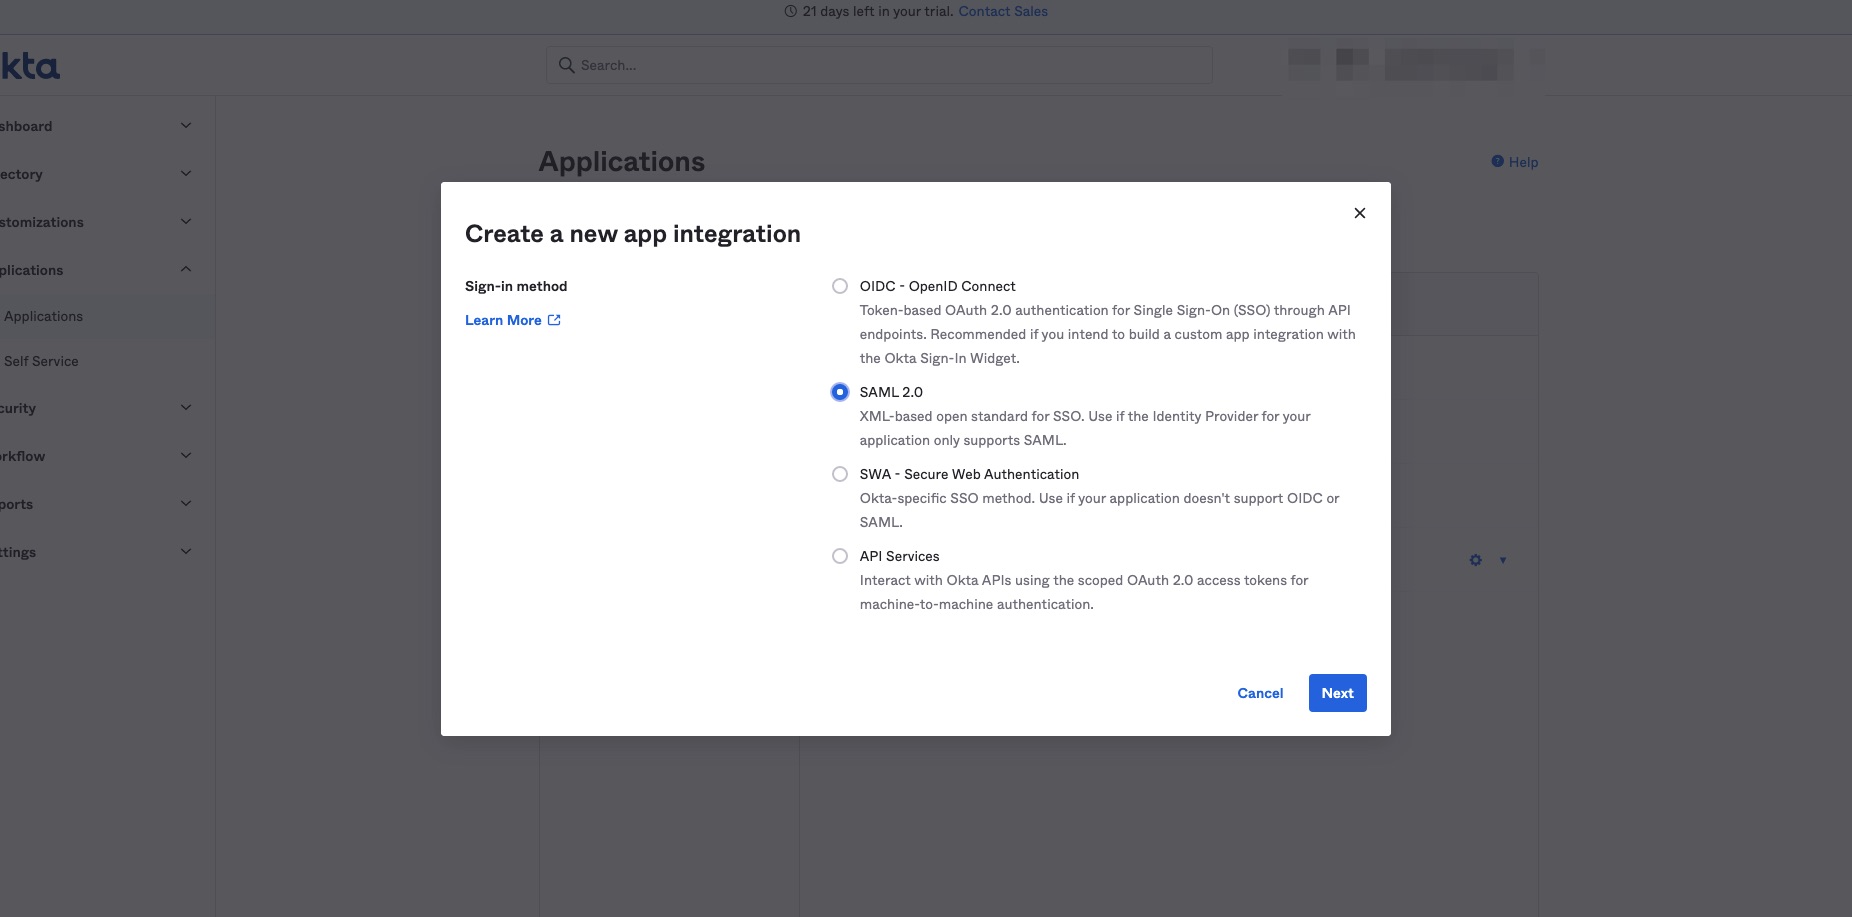 21 days left in your trial. Contact Sales
kta
Search...
shboard
ectory
stomizations
plications
Applications
Self Service
curity
rkflow
ports
ttings
Applications
Help
Create a new app integration
Sign-in method
Learn More
OIDC - OpenID Connect
Token-based OAuth 2.0 authentication for Single Sign-On (SSO) through API
endpoints. Recommended if you intend to build a custom app integration with
the Okta Sign-In Widget.
SAML 2.0
XML-based open standard for SSO. Use if the Identity Provider for your
application only supports SAML.
SWA - Secure Web Authentication
Okta-specific SSO method. Use if your application doesn't support OIDC or
SAML.
API Services
Interact with Okta APIs using the scoped OAuth 2.0 access tokens for
machine-to-machine authentication.
Cancel
Next